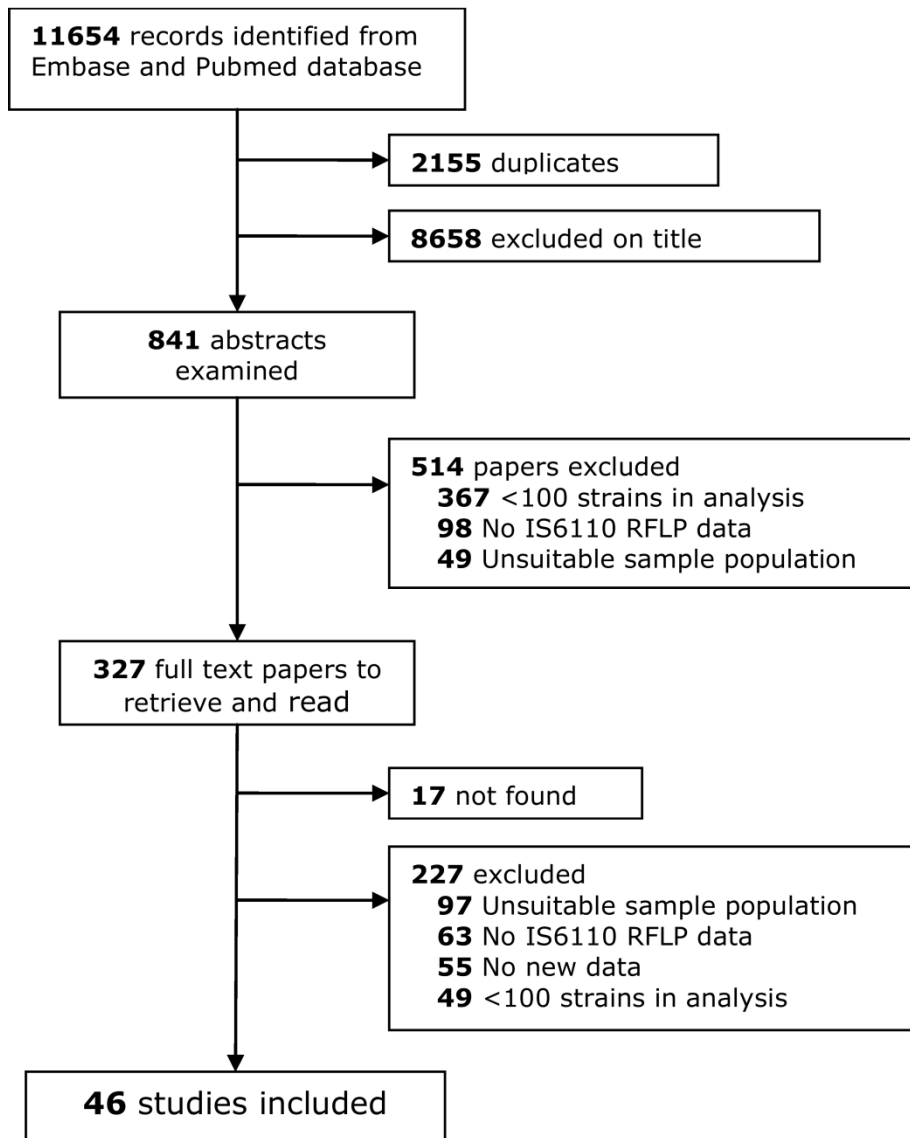 11654 records identified from
Embase and Pubmed database
2155 duplicates
8658 excluded on title
841 abstracts
examined
514 papers excluded
367 <100 strains in analysis
98 No IS6110 RFLP data
49 Unsuitable sample population
327 full text papers to
retrieve and read
17 not found
227 excluded
97 Unsuitable sample population
63 No IS6110 RFLP data
55 No new data
49 <100 strains in analysis
46 studies included